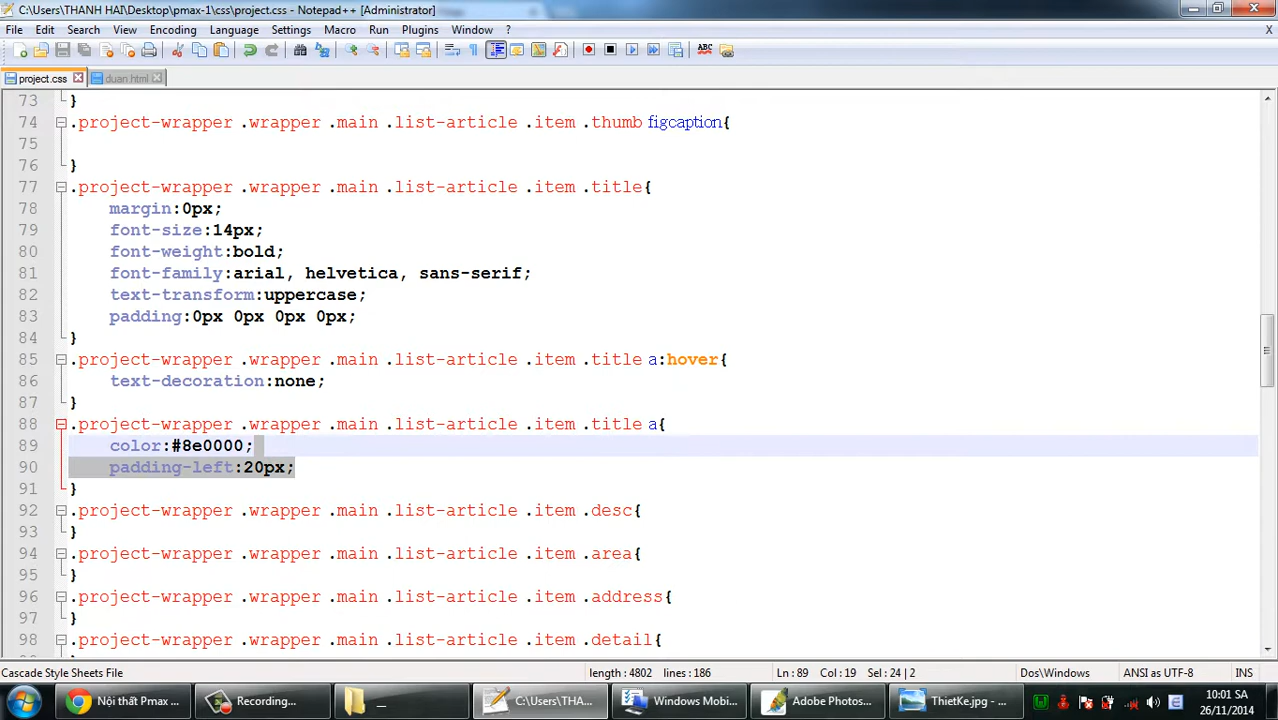 C:\Users\THANH HAI\Desktop\pmax-1\css\project.css - Notepad++ [Administrator]
File Edit Search View Encoding Language Settings Macro Run Plugins Window ? X
ABC
project.css duan.html
73 }
74 .project-wrapper .wrapper .main .list-article .item .thumb figcaption{
75
76 }
77 .project-wrapper .wrapper .main .list-article .item .title{
78 margin:0px;
79 font-size:14px;
80 font-weight:bold;
81 font-family:arial, helvetica, sans-serif;
82 text-transform:uppercase;
83 padding:0px 0px 0px 0px;
84 }
85 .project-wrapper .wrapper .main .list-article .item .title a:hover{
86 text-decoration:none;
87 }
88 .project-wrapper .wrapper .main .list-article .item .title a{
89 color:#8e0000;
90 padding-left:20px;
91 }
92 .project-wrapper .wrapper .main .list-article .item .desc{
93 }
94 .project-wrapper .wrapper .main .list-article .item .area{
95 }
96 .project-wrapper .wrapper .main .list-article .item .address{
97 }
98 .project-wrapper .wrapper .main .list-article .item .detail{
Cascade Style Sheets File length : 4802 lines : 186 Ln : 89 Col : 19 Sel : 24 | 2 Dos\Windows ANSI as UTF-8 INS
Nội thất Pmax ... Recording... _ C:\Users\THA... Windows Mobi... Adobe Photos... ThietKe.jpg - ... E 10:01 SA
26/11/2014